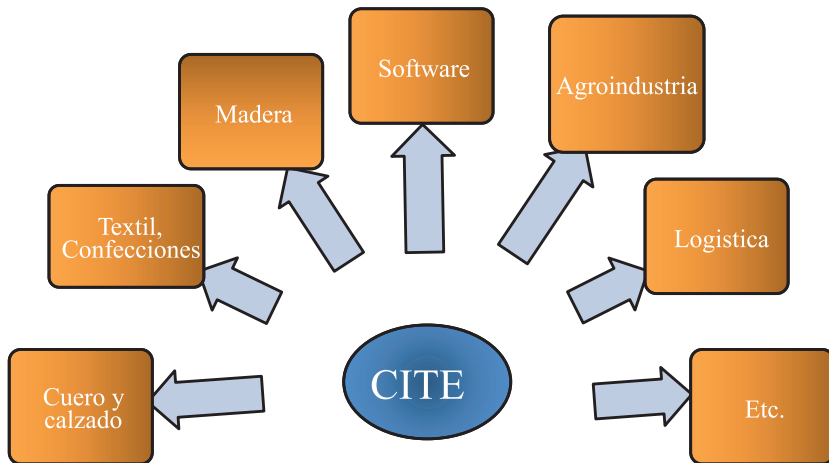 Software
Agroindustria
Madera
Textil,
Confecciones
Logistica
Cuero y
calzado
CITE
Etc.